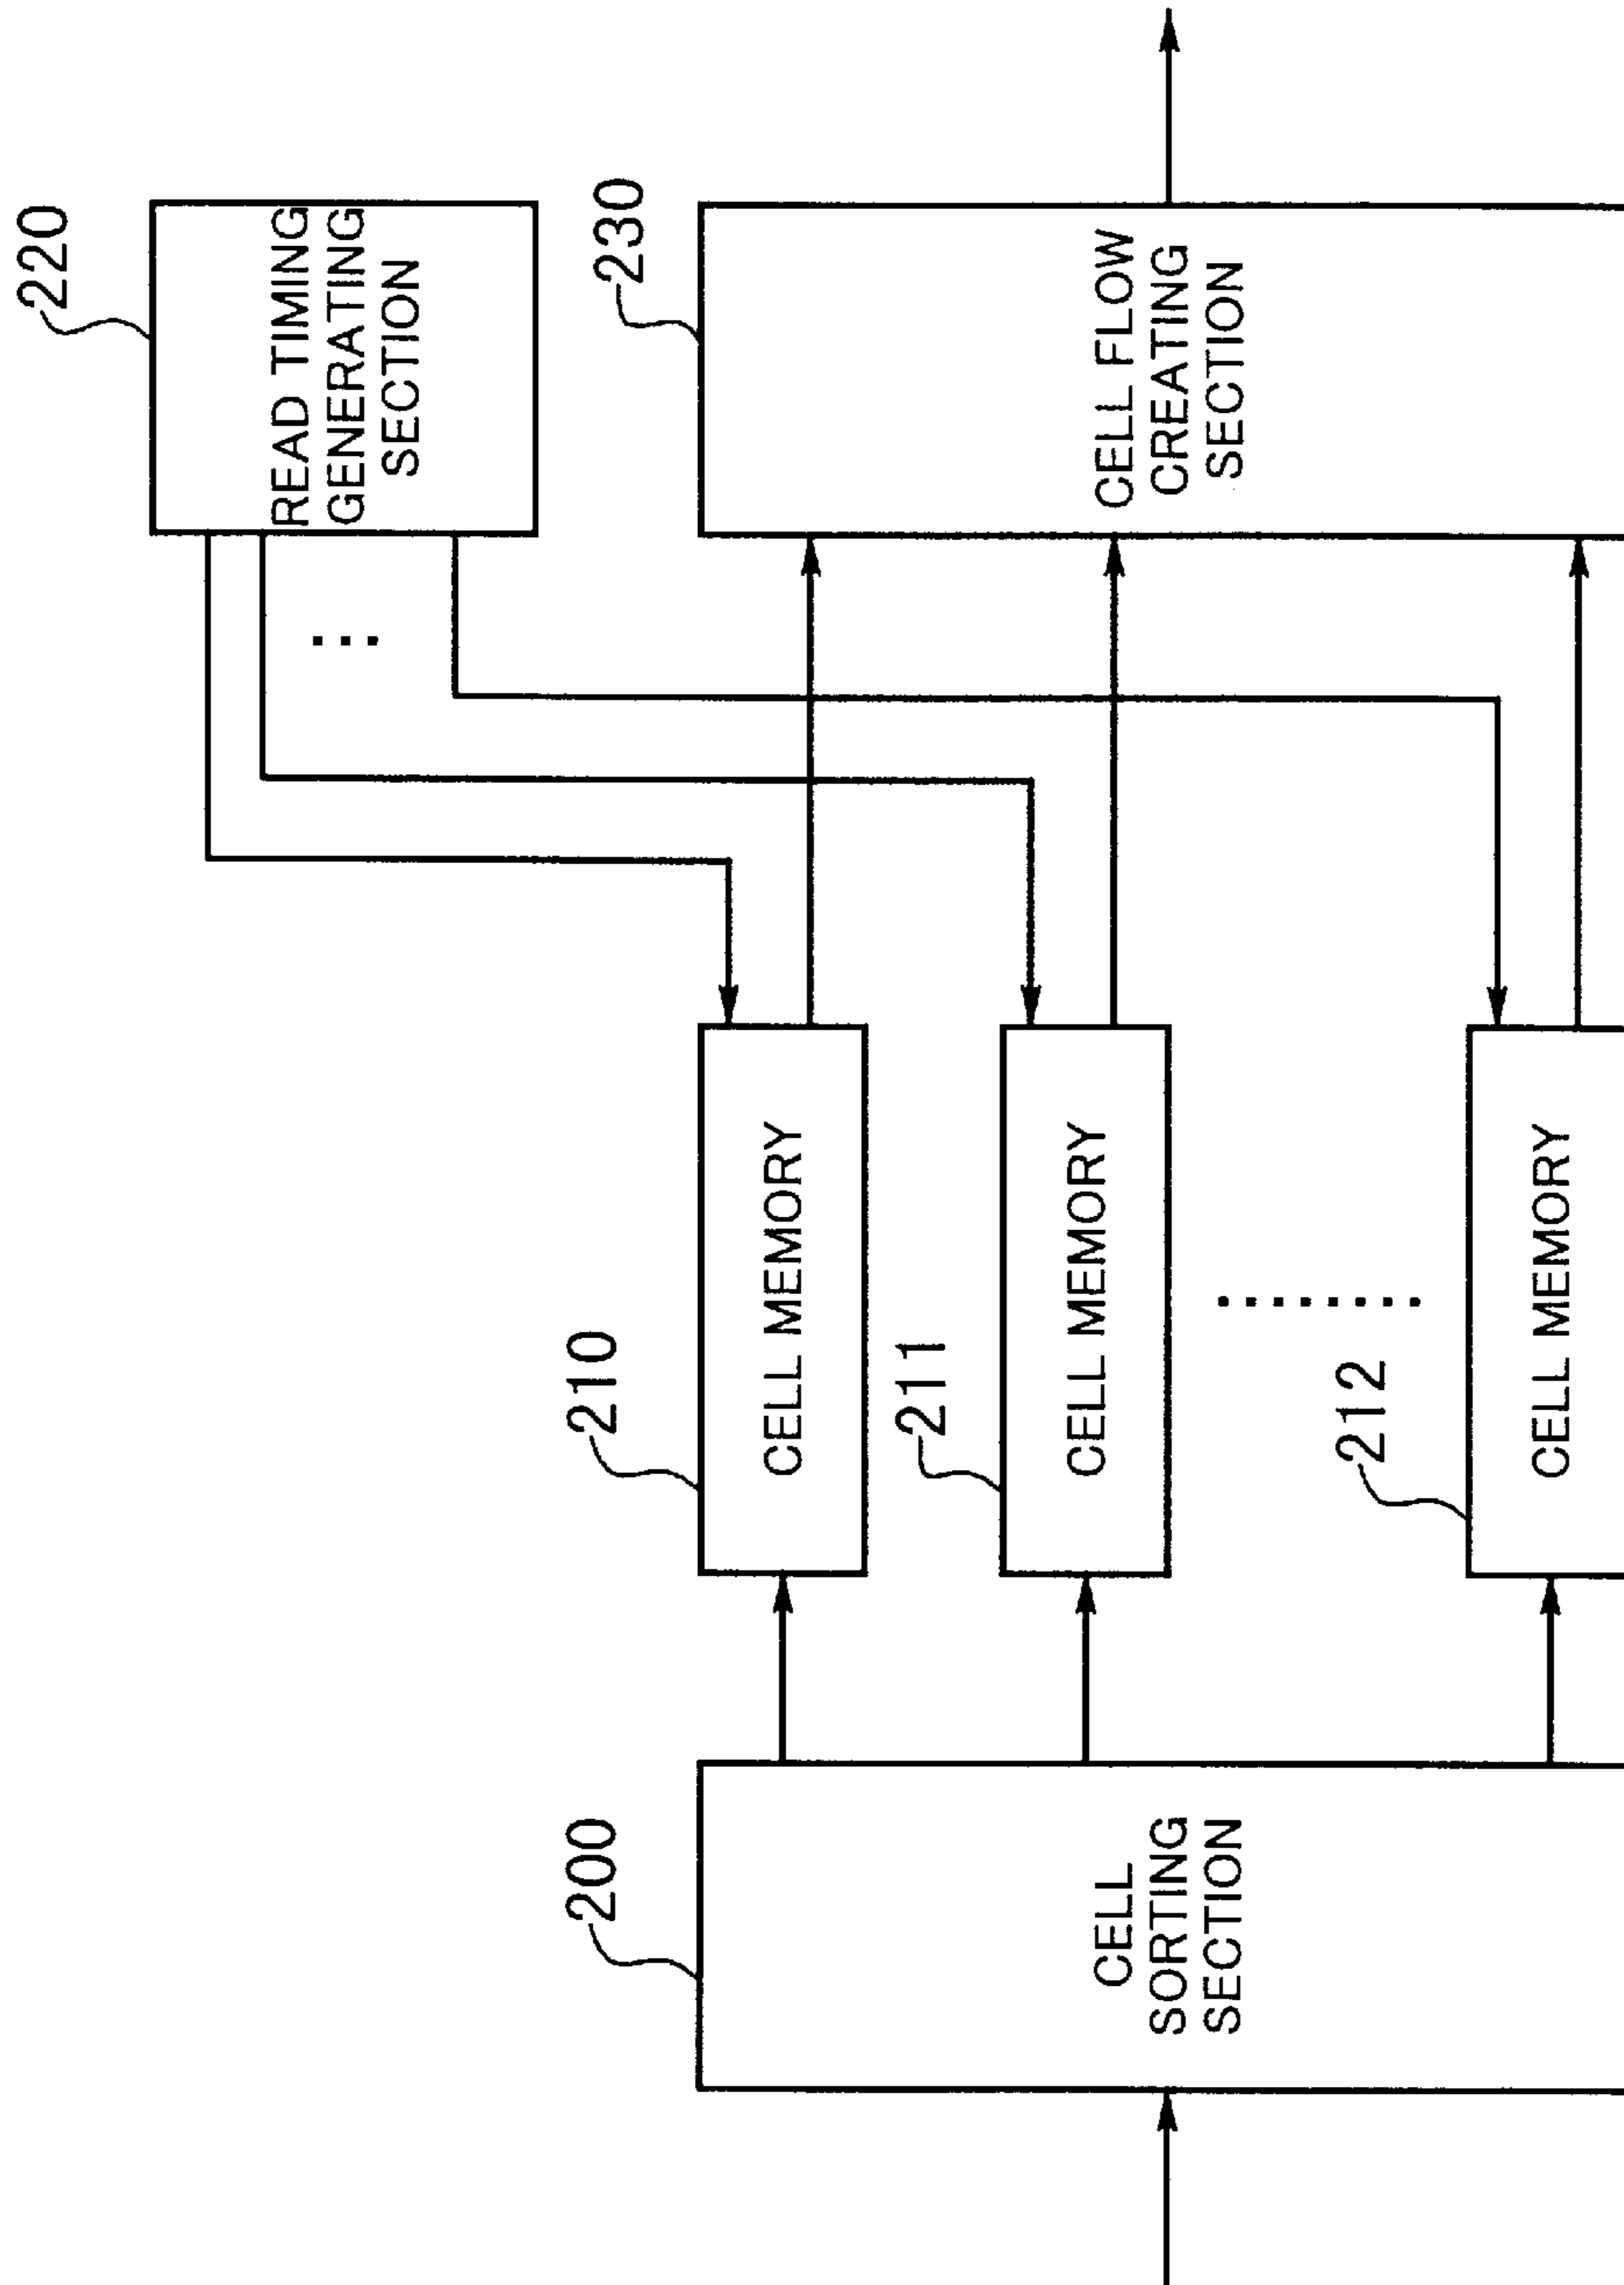 220
READ TIMING
GENERATING
SECTION
230
CELL FLOW
CREATING
SECTION
210
CELL MEMORY
211
CELL MEMORY
212
CELL MEMORY
200
CELL
SORTING
SECTION